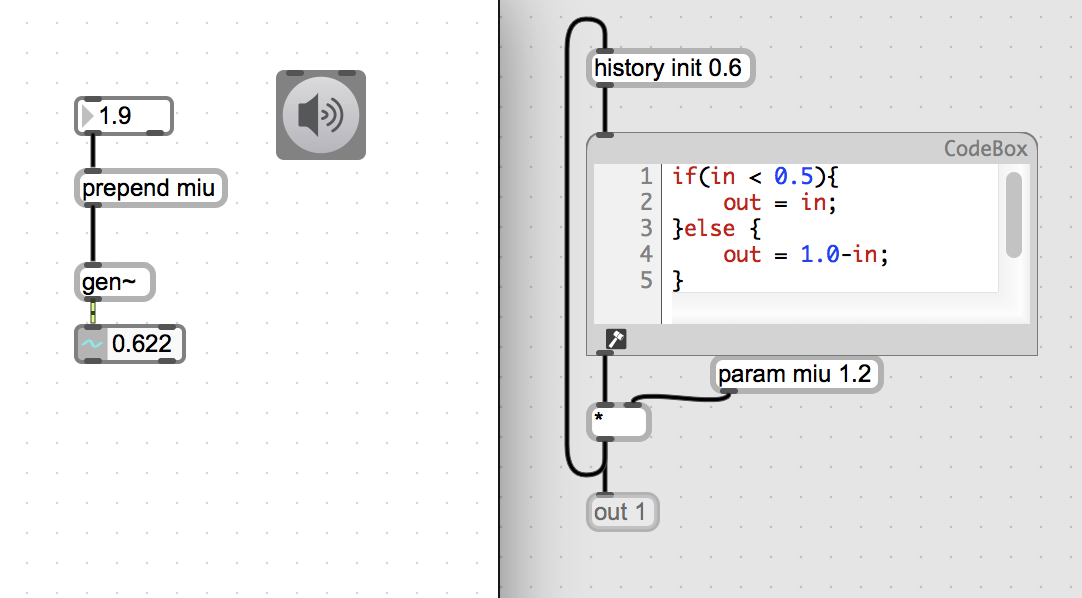 1.9
prepend miu
gen~
0.622
history init 0.6
CodeBox
1 if(in < 0.5){
2 out = in;
3 }else {
4 out = 1.0-in;
5 }
param miu 1.2
*
out 1